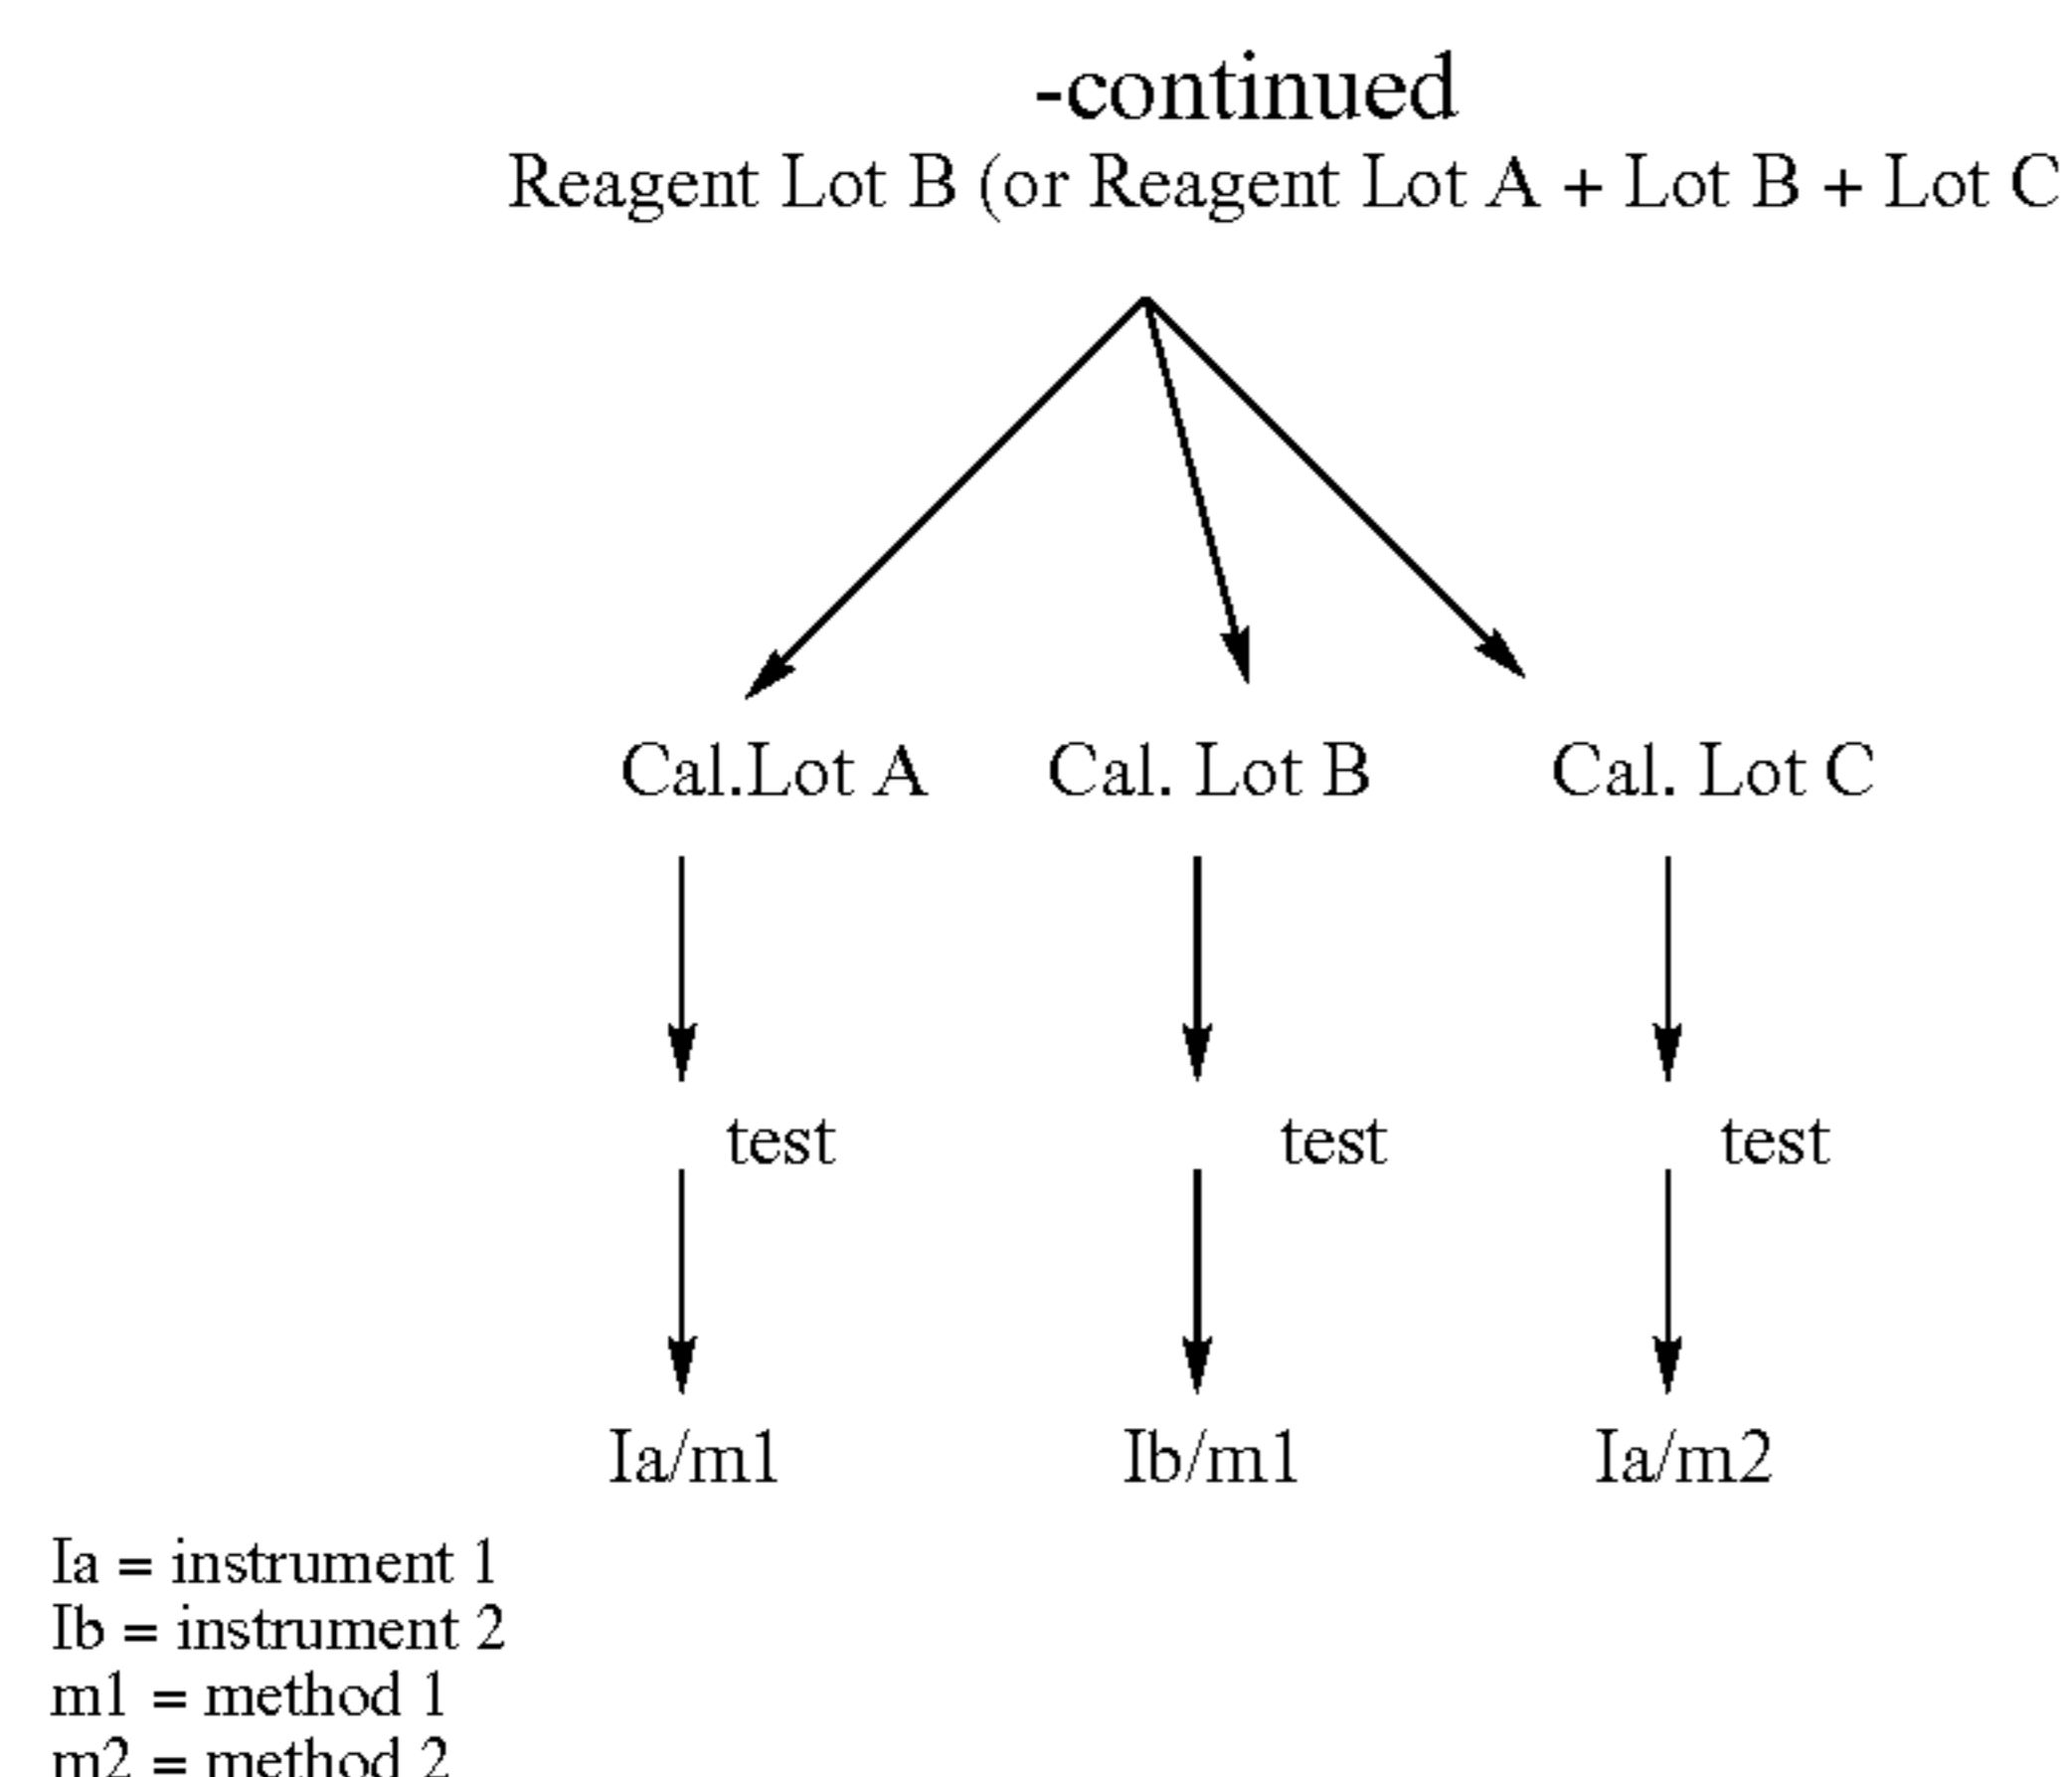 -continued
Reagent Lot B (or Reagent Lot A + Lot B + Lot C
Cal.Lot A Cal. Lot B Cal. Lot C
test test test
Ia/m1 Ib/m1 Ia/m2
Ia = instrument 1
Ib = instrument 2
m1 = method 1
m2 = method 2